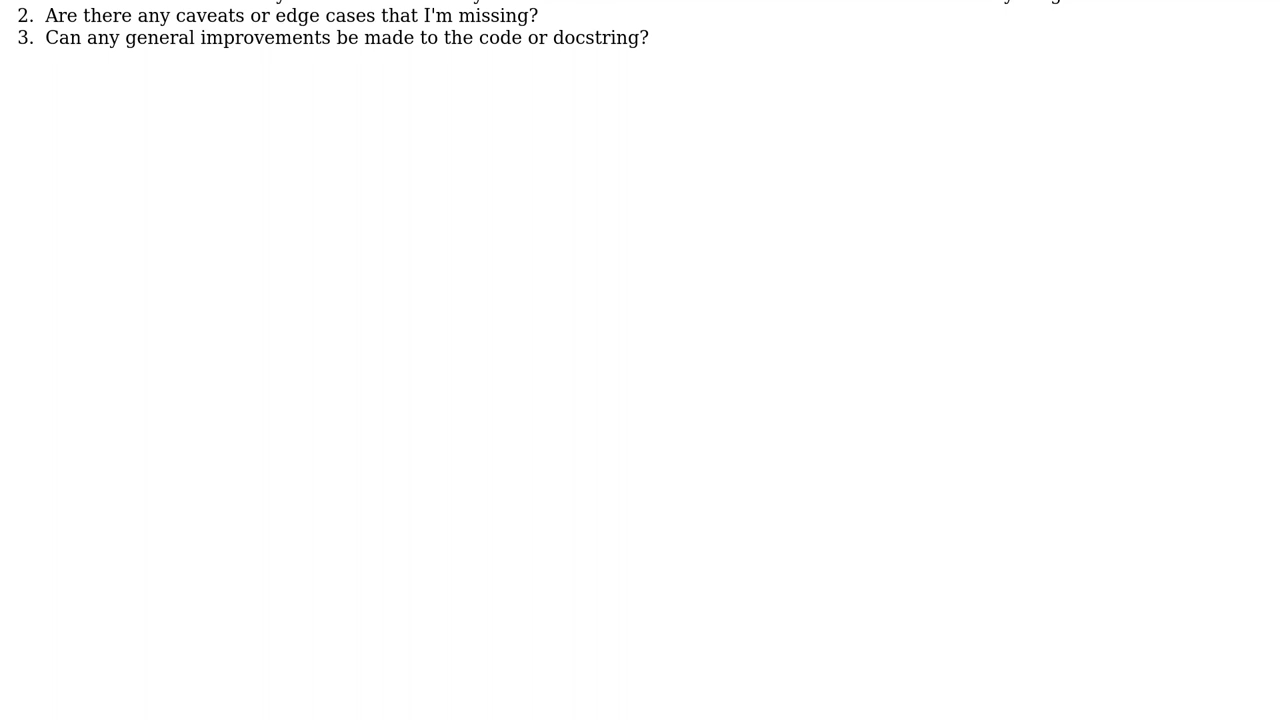 2. Are there any caveats or edge cases that I'm missing?
3. Can any general improvements be made to the code or docstring?